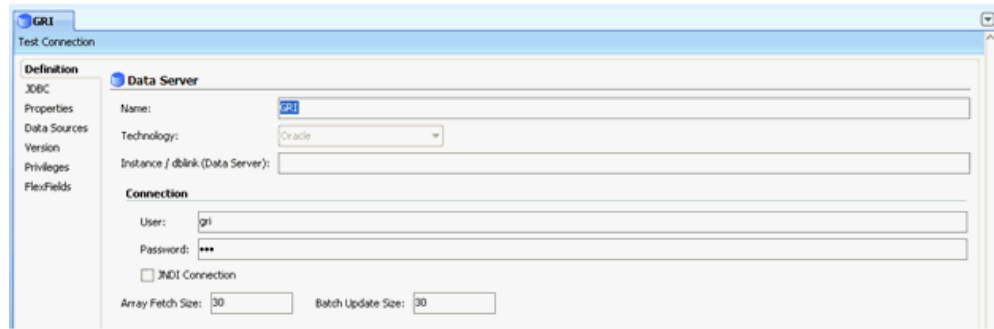 GRI
Test Connection
Definition
JDBC
Properties
Data Sources
Version
Privileges
FlexFields
Data Server
Name: GRI
Technology: Oracle
Instance / dblink (Data Server):
Connection
User: gri
Password: •••
JNDI Connection
Array Fetch Size: 30 Batch Update Size: 30